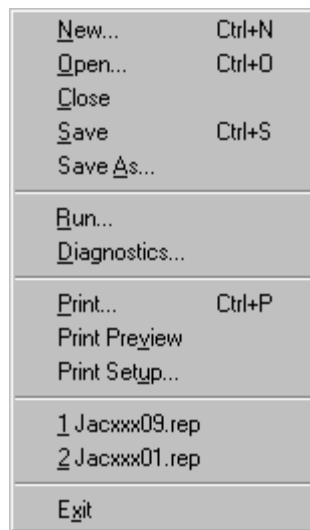 New... Ctrl+N
Open... Ctrl+O
Close
Save Ctrl+S
Save As...
Run...
Diagnostics...
Print... Ctrl+P
Print Preview
Print Setup...
1 Jacxxx09.rep
2 Jacxxx01.rep
Exit